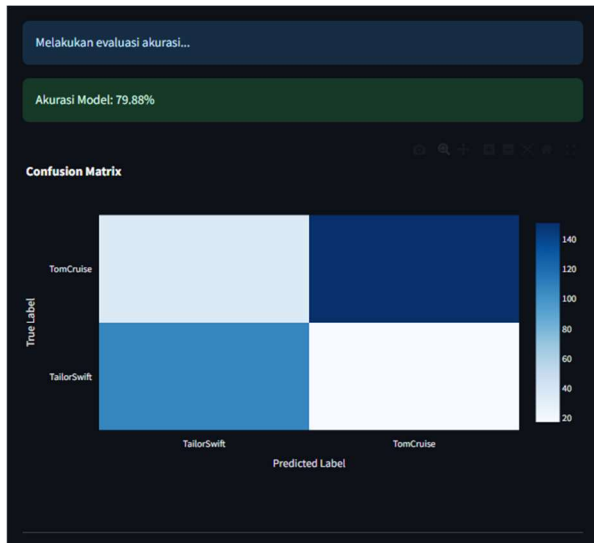 Melakukan evaluasi akurasi...
Akurasi Model: 79.88%
Confusion Matrix
True Label
TomCruise
TailorSwift
TailorSwift TomCruise
Predicted Label
140
120
100
80
60
40
20